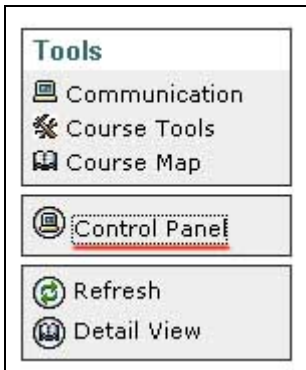 Tools
Communication
Course Tools
Course Map
Control Panel
Refresh
Detail View